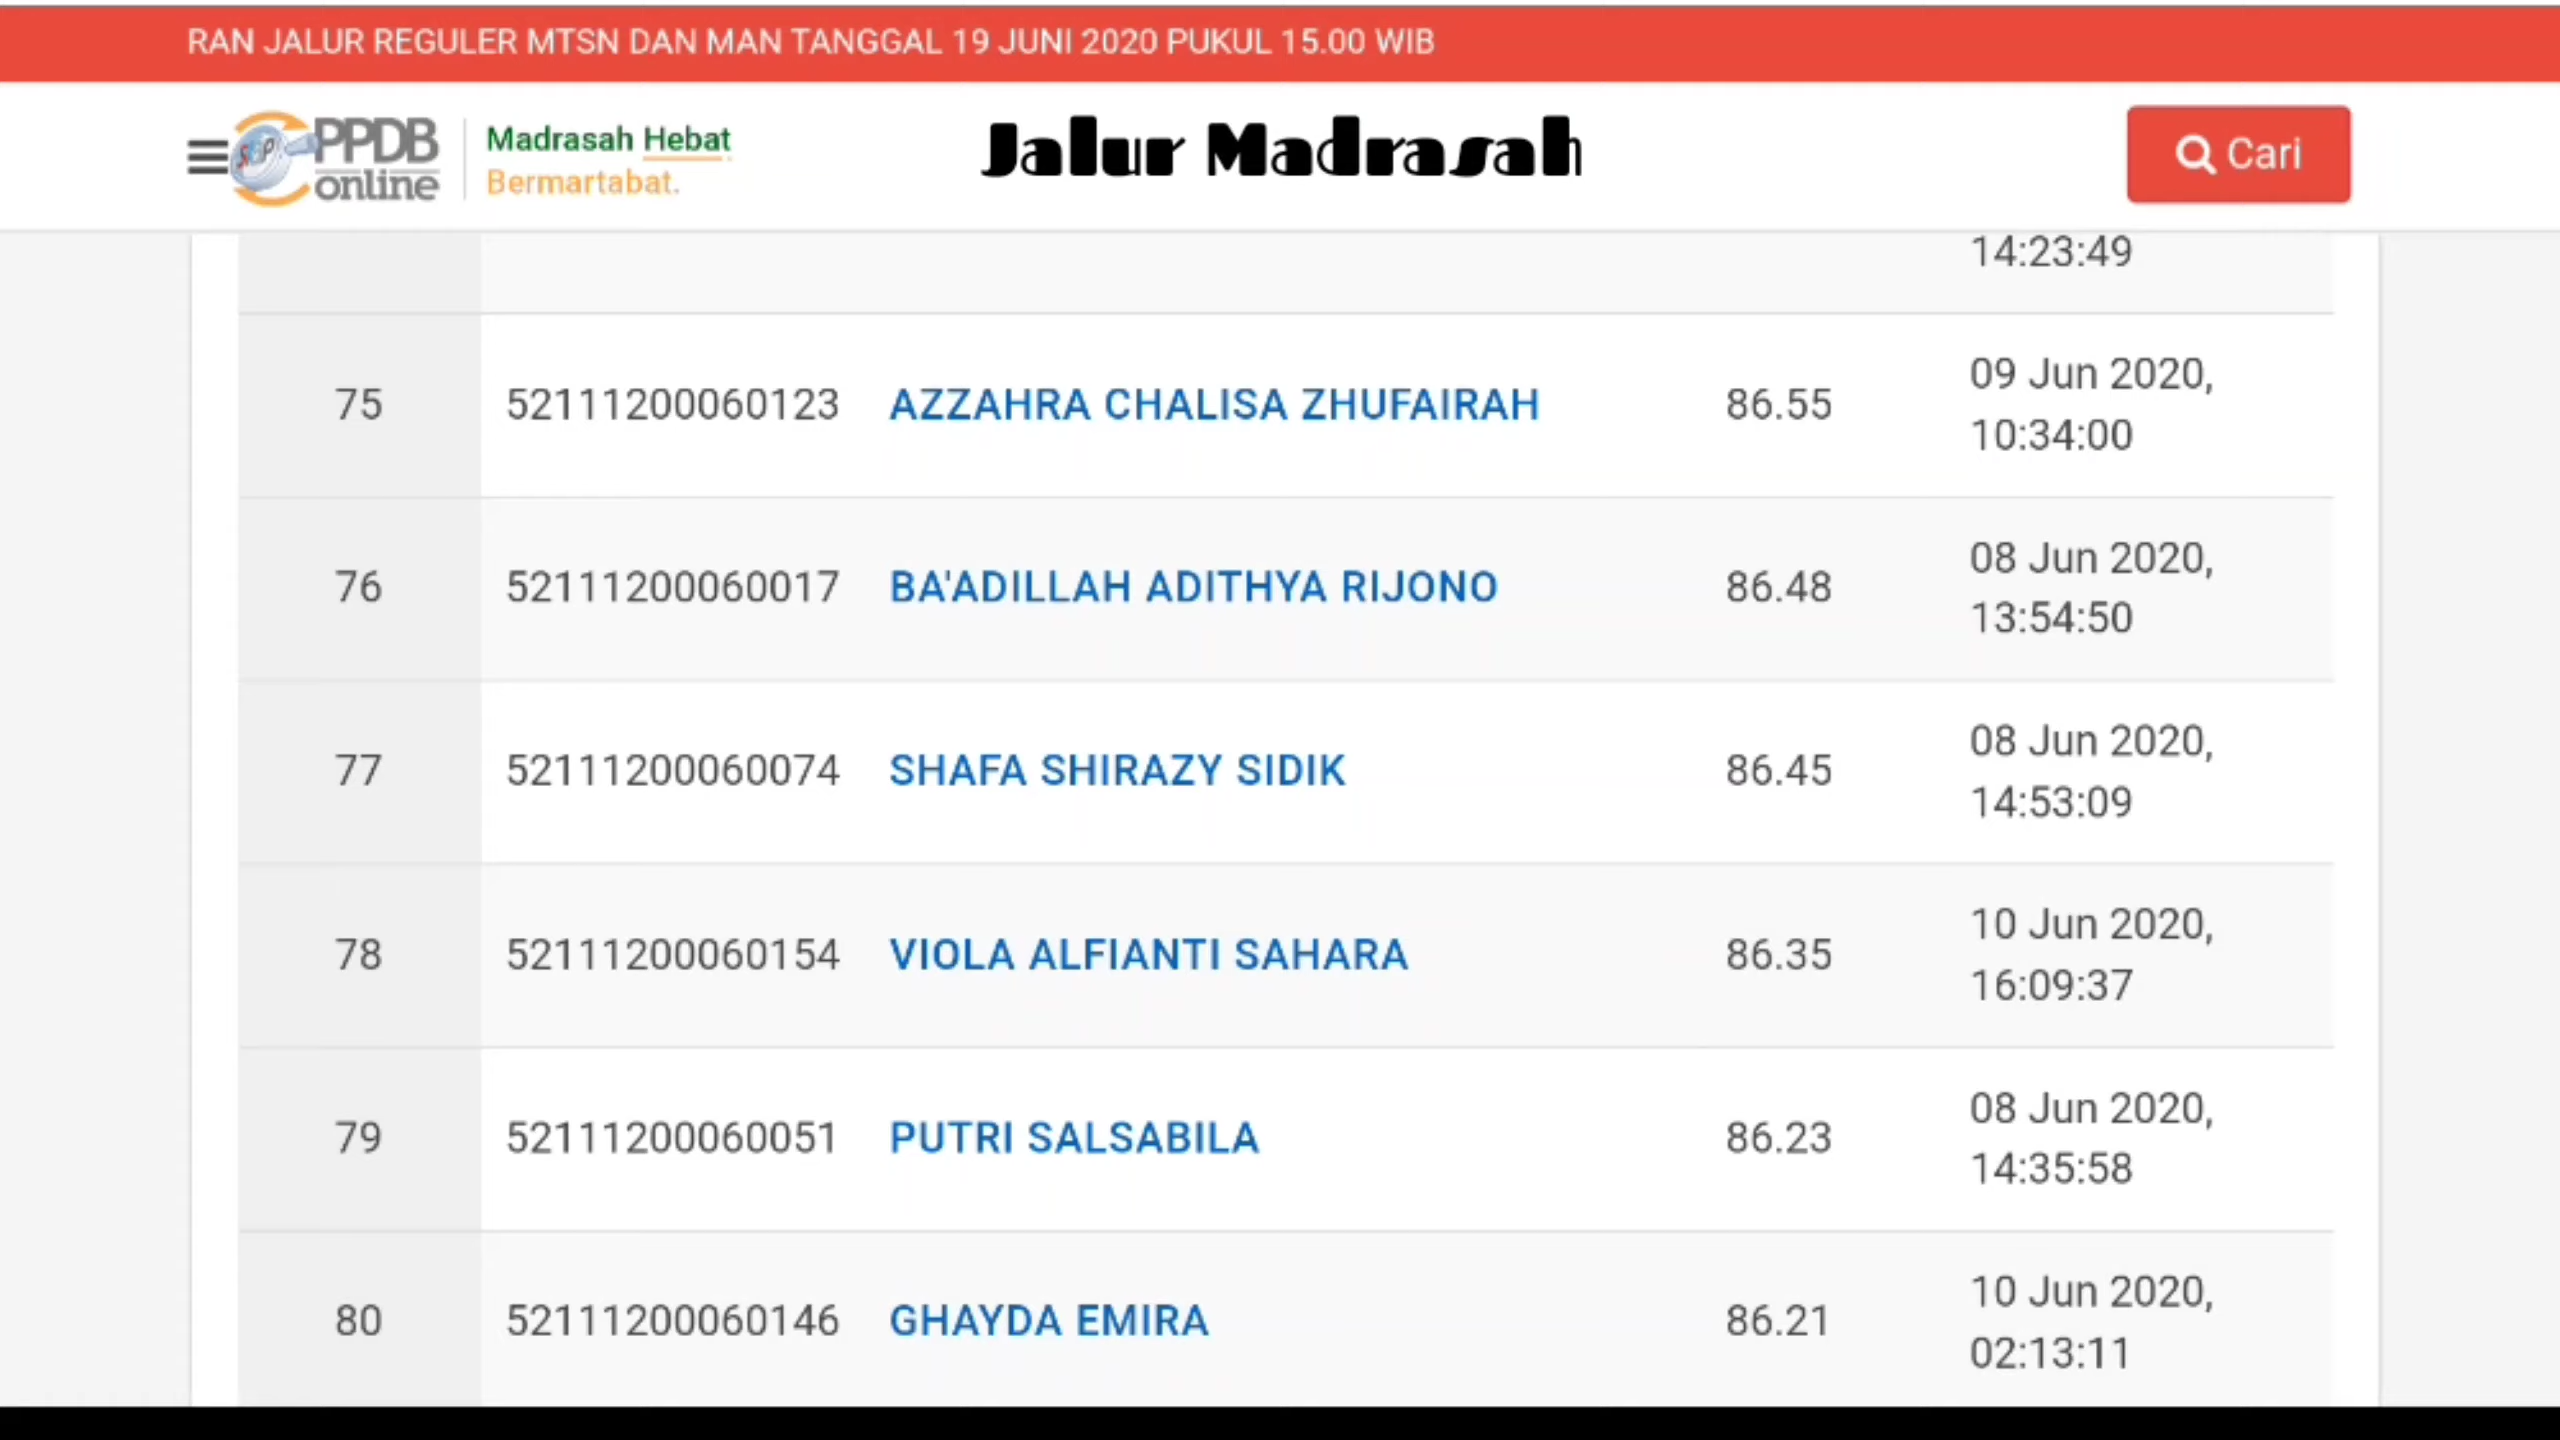 RAN JALUR REGULER MTSN DAN MAN TANGGAL 19 JUNI 2020 PUKUL 15.00 WIB
PPDB online
Madrasah Hebat
Bermartabat.
Jalur Madrasah
Cari
14:23:49
75 52111200060123 AZZAHRA CHALISA ZHUFAIRAH 86.55 09 Jun 2020,
10:34:00
76 52111200060017 BA'ADILLAH ADITHYA RIJONO 86.48 08 Jun 2020,
13:54:50
77 52111200060074 SHAFA SHIRAZY SIDIK 86.45 08 Jun 2020,
14:53:09
78 52111200060154 VIOLA ALFIANTI SAHARA 86.35 10 Jun 2020,
16:09:37
79 52111200060051 PUTRI SALSABILA 86.23 08 Jun 2020,
14:35:58
80 52111200060146 GHAYDA EMIRA 86.21 10 Jun 2020,
02:13:11